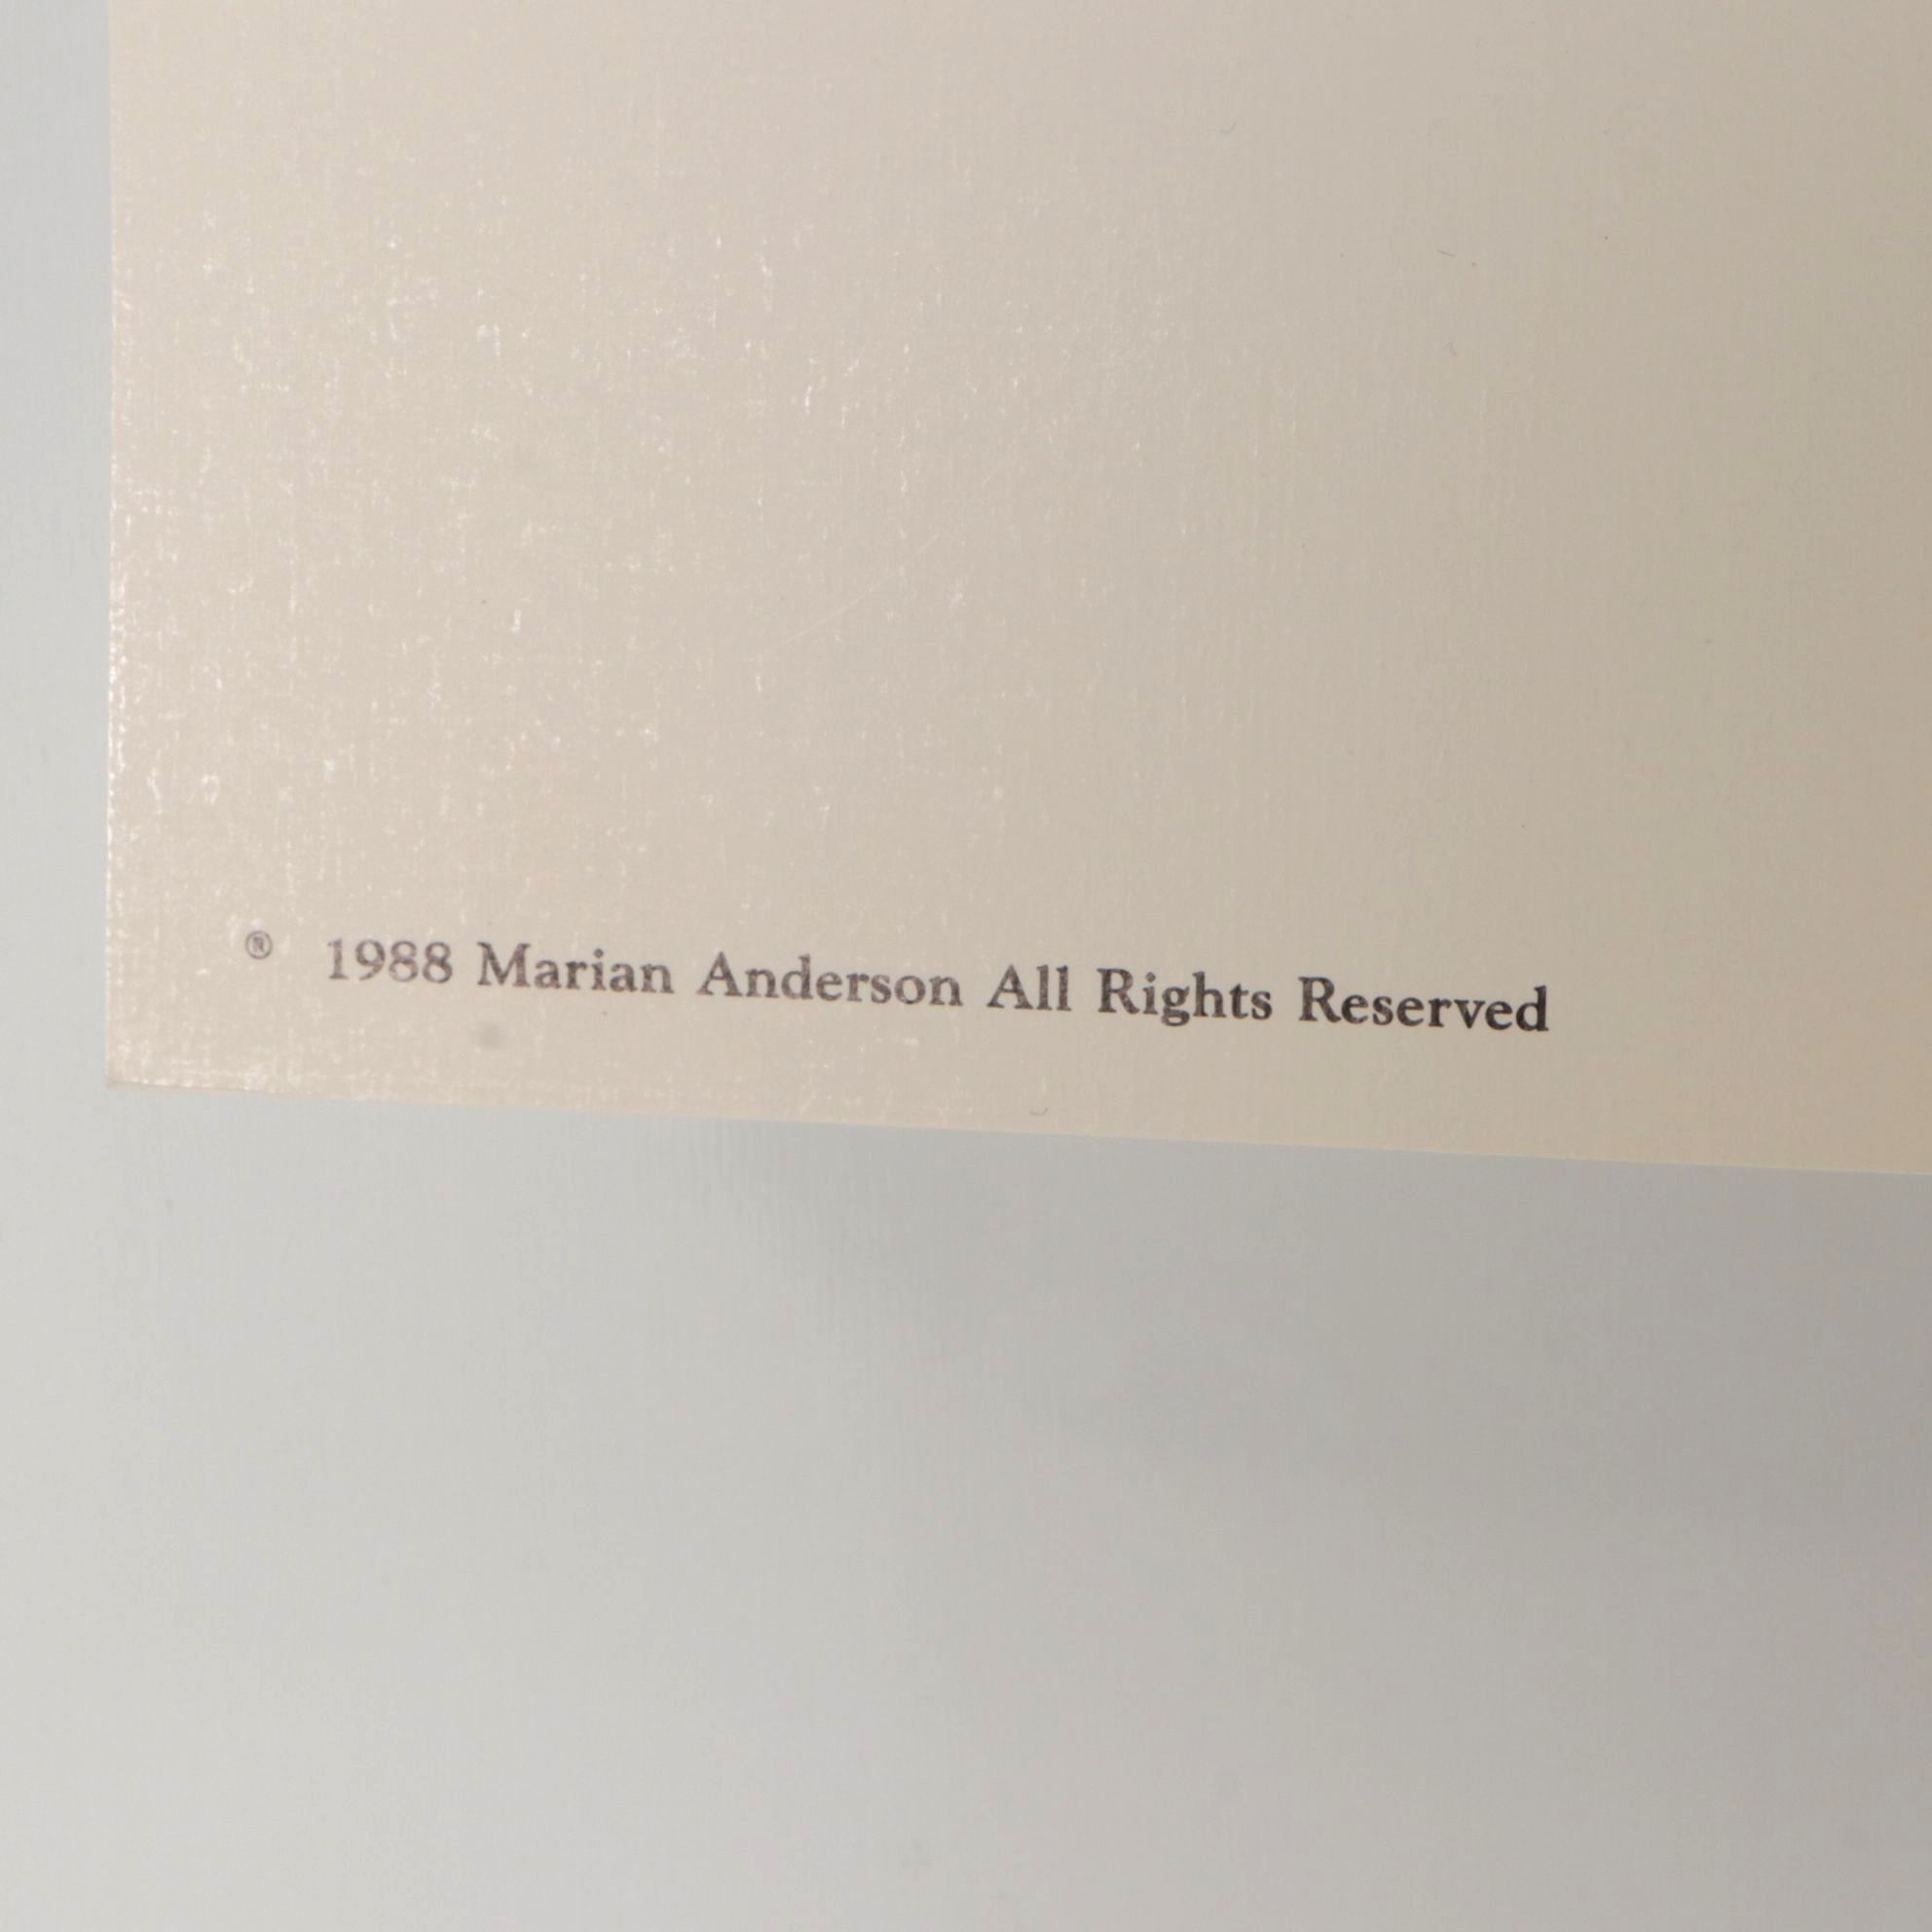 ® 1988 Marian Anderson All Rights Reserved